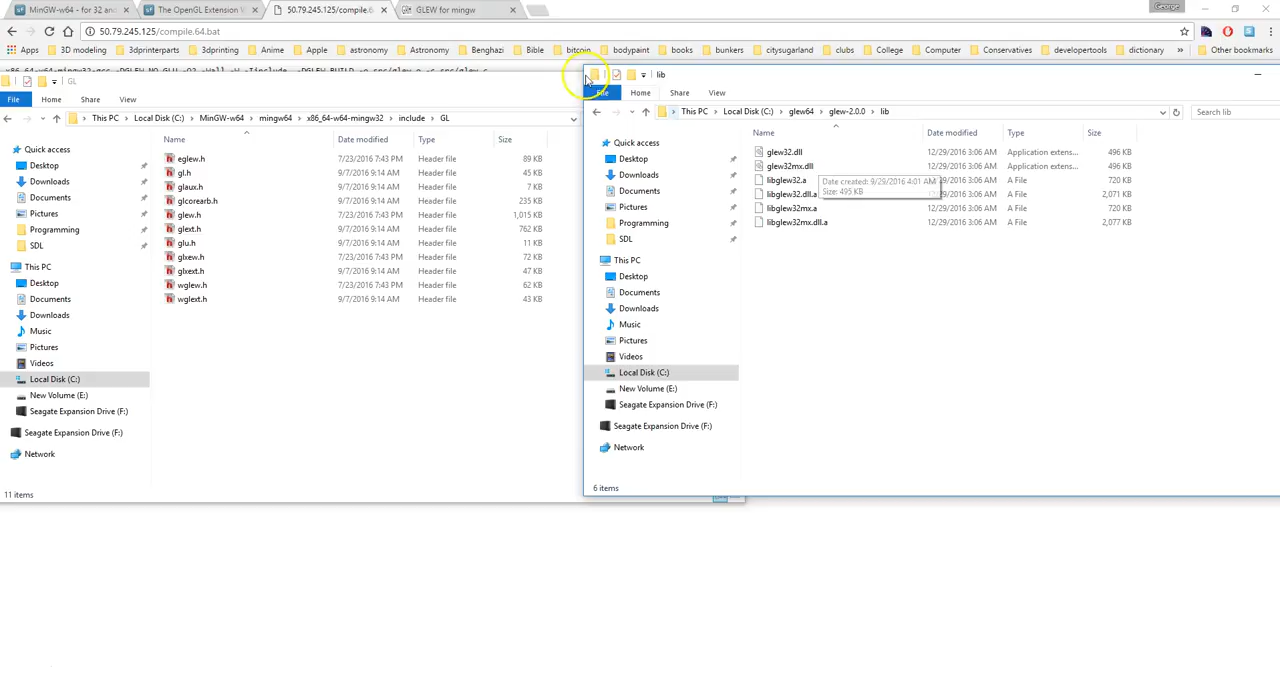 MinGW-w64 - for 32 and × The OpenGL Extension W × 50.79.245.125/compile.6 × GLEW for mingw × George
50.79.245.125/compile.64.bat
Apps 3D modeling 3dprinterparts 3dprinting Anime Apple astronomy Astronomy Benghazi Bible bitcoin bodypaint books bunkers citysugarland clubs College Computer Conservatives developertools dictionary » Other bookmarks
GL
File Home Share View
This PC > Local Disk (C:) > MinGW-w64 > mingw64 > x86_64-w64-mingw32 > include > GL
Name Date modified Type Size
Quick access
Desktop
Downloads
Documents
Pictures
Programming
SDL
This PC
Desktop
Documents
Downloads
Music
Pictures
Videos
Local Disk (C:)
New Volume (E:)
Seagate Expansion Drive (F:)
Seagate Expansion Drive (F:)
Network
eglew.h 7/23/2016 7:43 PM Header file 89 KB
gl.h 9/7/2016 9:14 AM Header file 45 KB
glaux.h 9/7/2016 9:14 AM Header file 7 KB
glcorearb.h 9/7/2016 9:14 AM Header file 235 KB
glew.h 7/23/2016 7:43 PM Header file 1,015 KB
glext.h 9/7/2016 9:14 AM Header file 762 KB
glu.h 9/7/2016 9:14 AM Header file 11 KB
glxew.h 7/23/2016 7:43 PM Header file 72 KB
glxext.h 9/7/2016 9:14 AM Header file 47 KB
wglew.h 7/23/2016 7:43 PM Header file 62 KB
wglext.h 9/7/2016 9:14 AM Header file 43 KB
11 items
lib
File Home Share View
This PC > Local Disk (C:) > glew64 > glew-2.0.0 > lib
Search lib
Name Date modified Type Size
Quick access
Desktop
Downloads
Documents
Pictures
Programming
SDL
This PC
Desktop
Documents
Downloads
Music
Pictures
Videos
Local Disk (C:)
New Volume (E:)
Seagate Expansion Drive (F:)
Seagate Expansion Drive (F:)
Network
glew32.dll 12/29/2016 3:06 AM Application extens... 496 KB
glew32mx.dll 12/29/2016 3:06 AM Application extens... 496 KB
libglew32.a /29/2016 3:06 AM A File 720 KB
libglew32.dll.a /29/2016 3:06 AM A File 2,071 KB
libglew32mx.a 12/29/2016 3:06 AM A File 720 KB
libglew32mx.dll.a 12/29/2016 3:06 AM A File 2,077 KB
Date created: 9/29/2016 4:01 AM
Size: 495 KB
6 items